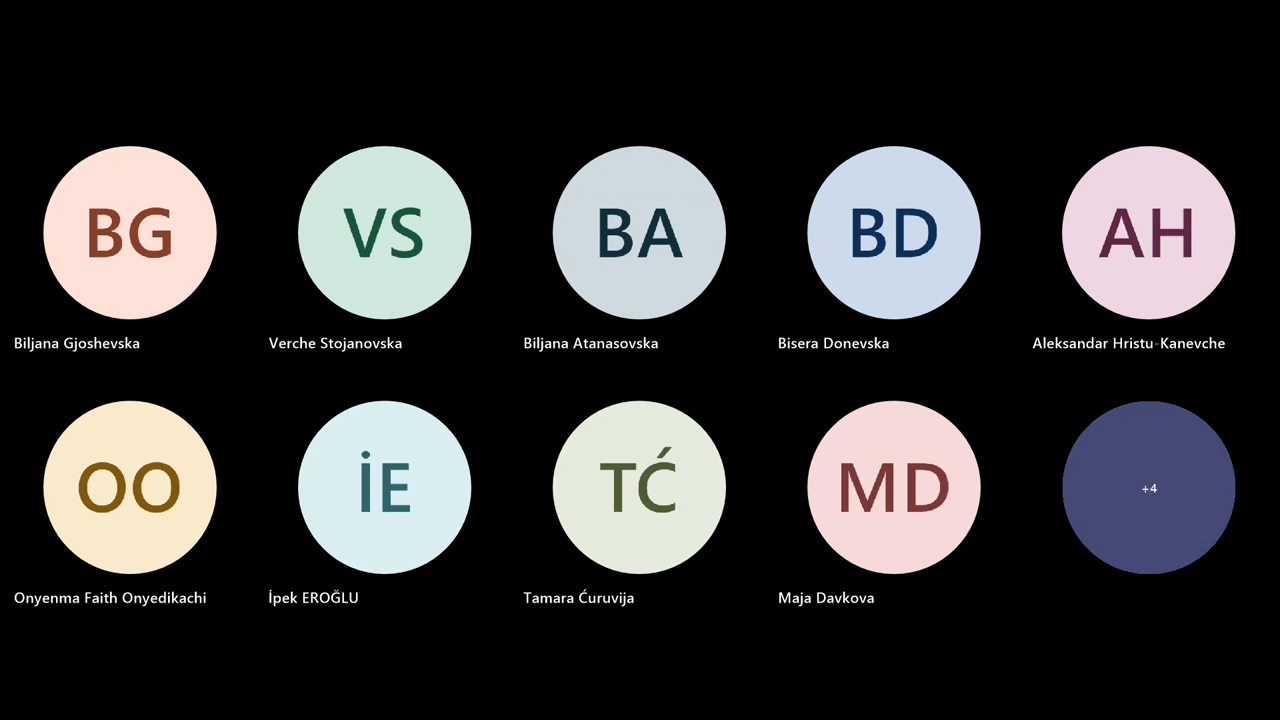 BG
VS
BA
BD
AH
Biljana Gjoshevska
Verche Stojanovska
Biljana Atanasovska
Bisera Donevska
Aleksandar Hristu-Kanevche
OO
İE
TĆ
MD
+4
Onyenma Faith Onyedikachi
İpek EROĞLU
Tamara Ćuruvija
Maja Davkova